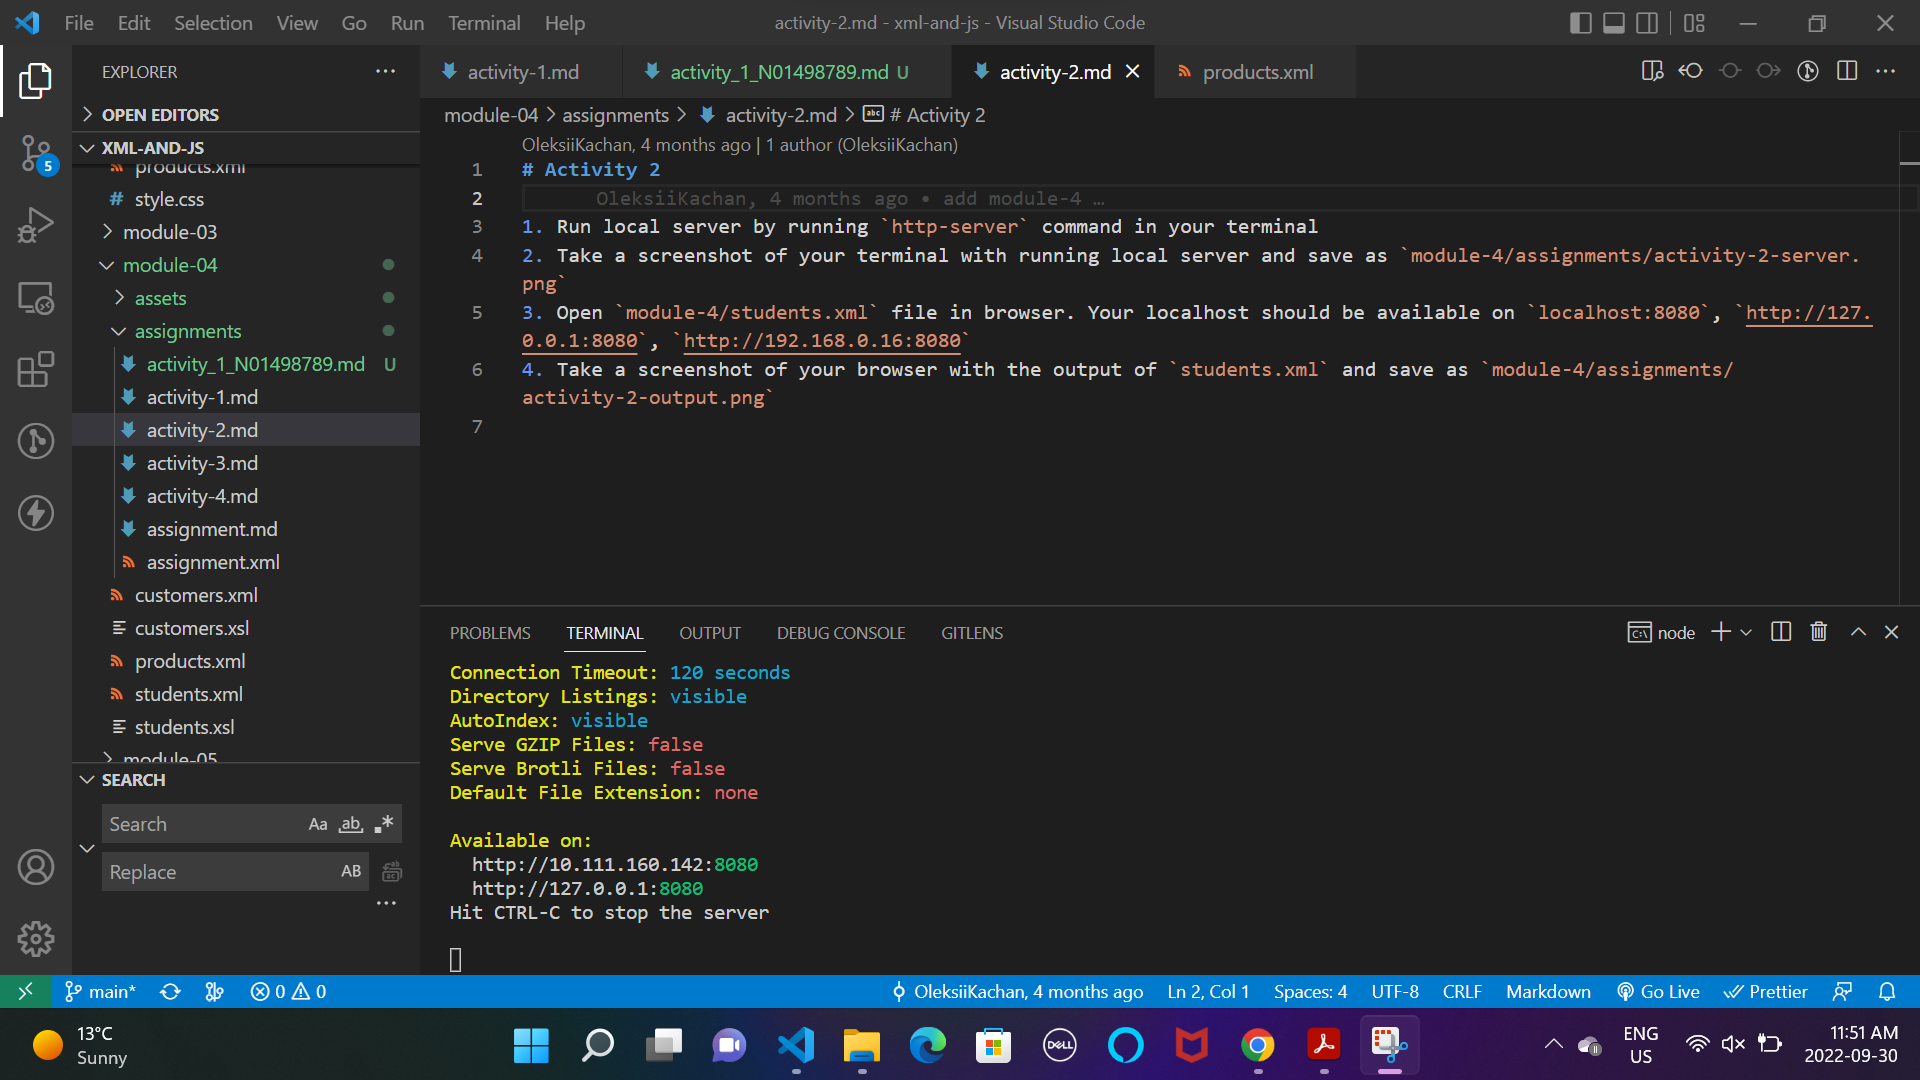 File Edit Selection View Go Run Terminal Help
activity-2.md - xml-and-js - Visual Studio Code
EXPLORER
OPEN EDITORS
XML-AND-JS
products.xml
# style.css
module-03
module-04
assets
assignments
activity_1_N01498789.md U
activity-1.md
activity-2.md
activity-3.md
activity-4.md
assignment.md
assignment.xml
customers.xml
customers.xsl
products.xml
students.xml
students.xsl
module-05
SEARCH
Search Aa ab
Replace AB
5
activity-1.md activity_1_N01498789.md U activity-2.md products.xml
module-04 > assignments > activity-2.md > # Activity 2
OleksiiKachan, 4 months ago | 1 author (OleksiiKachan)
1 # Activity 2
2 OleksiiKachan, 4 months ago • add module-4 …
3 1. Run local server by running `http-server` command in your terminal
4 2. Take a screenshot of your terminal with running local server and save as `module-4/assignments/activity-2-server.
png`
5 3. Open `module-4/students.xml` file in browser. Your localhost should be available on `localhost:8080`, `http://127.
0.0.1:8080`, `http://192.168.0.16:8080`
6 4. Take a screenshot of your browser with the output of `students.xml` and save as `module-4/assignments/
activity-2-output.png`
7
PROBLEMS TERMINAL OUTPUT DEBUG CONSOLE GITLENS
node
Connection Timeout: 120 seconds
Directory Listings: visible
AutoIndex: visible
Serve GZIP Files: false
Serve Brotli Files: false
Default File Extension: none
Available on:
http://10.111.160.142:8080
http://127.0.0.1:8080
Hit CTRL-C to stop the server
main* 0 0 OleksiiKachan, 4 months ago Ln 2, Col 1 Spaces: 4 UTF-8 CRLF Markdown Go Live Prettier
13°C
Sunny
DELL
ENG
US
11:51 AM
2022-09-30